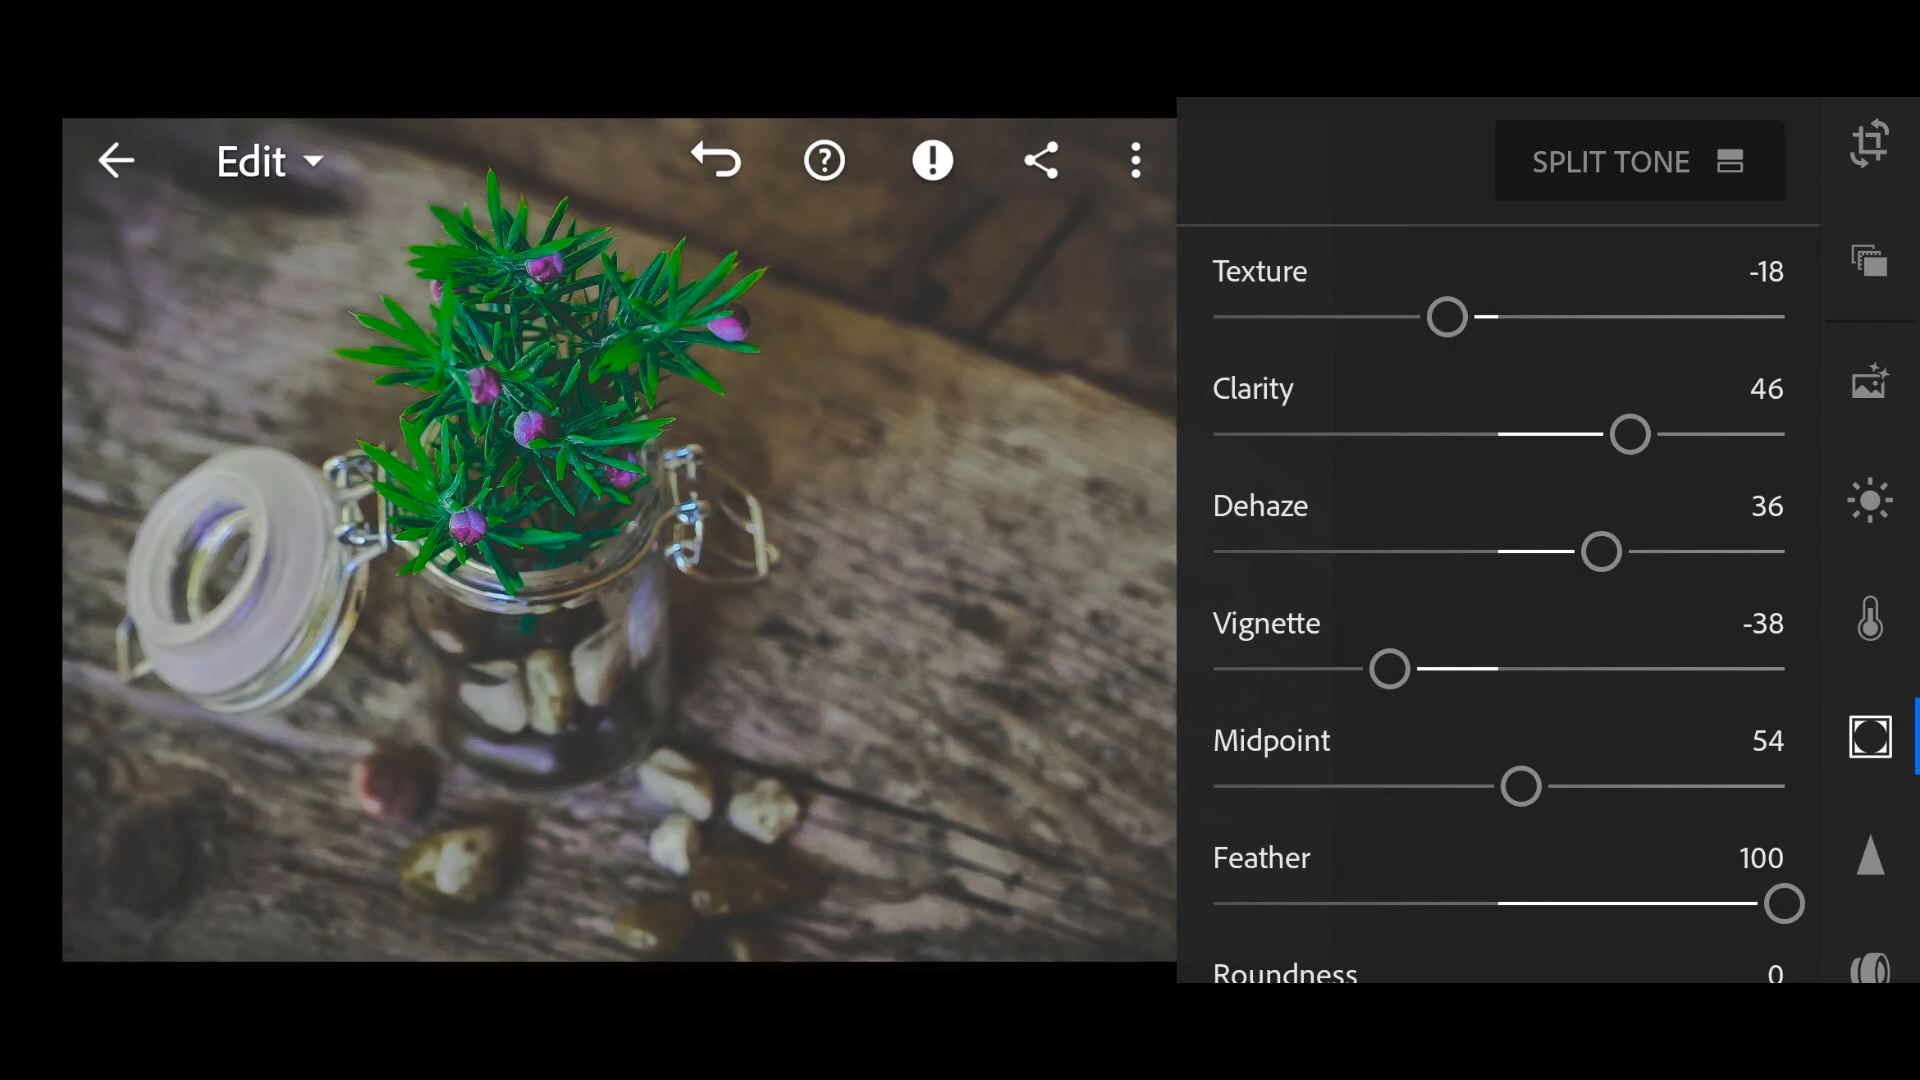 Edit
SPLIT TONE
Texture -18
Clarity 46
Dehaze 36
Vignette -38
Midpoint 54
Feather 100
Roundness 0